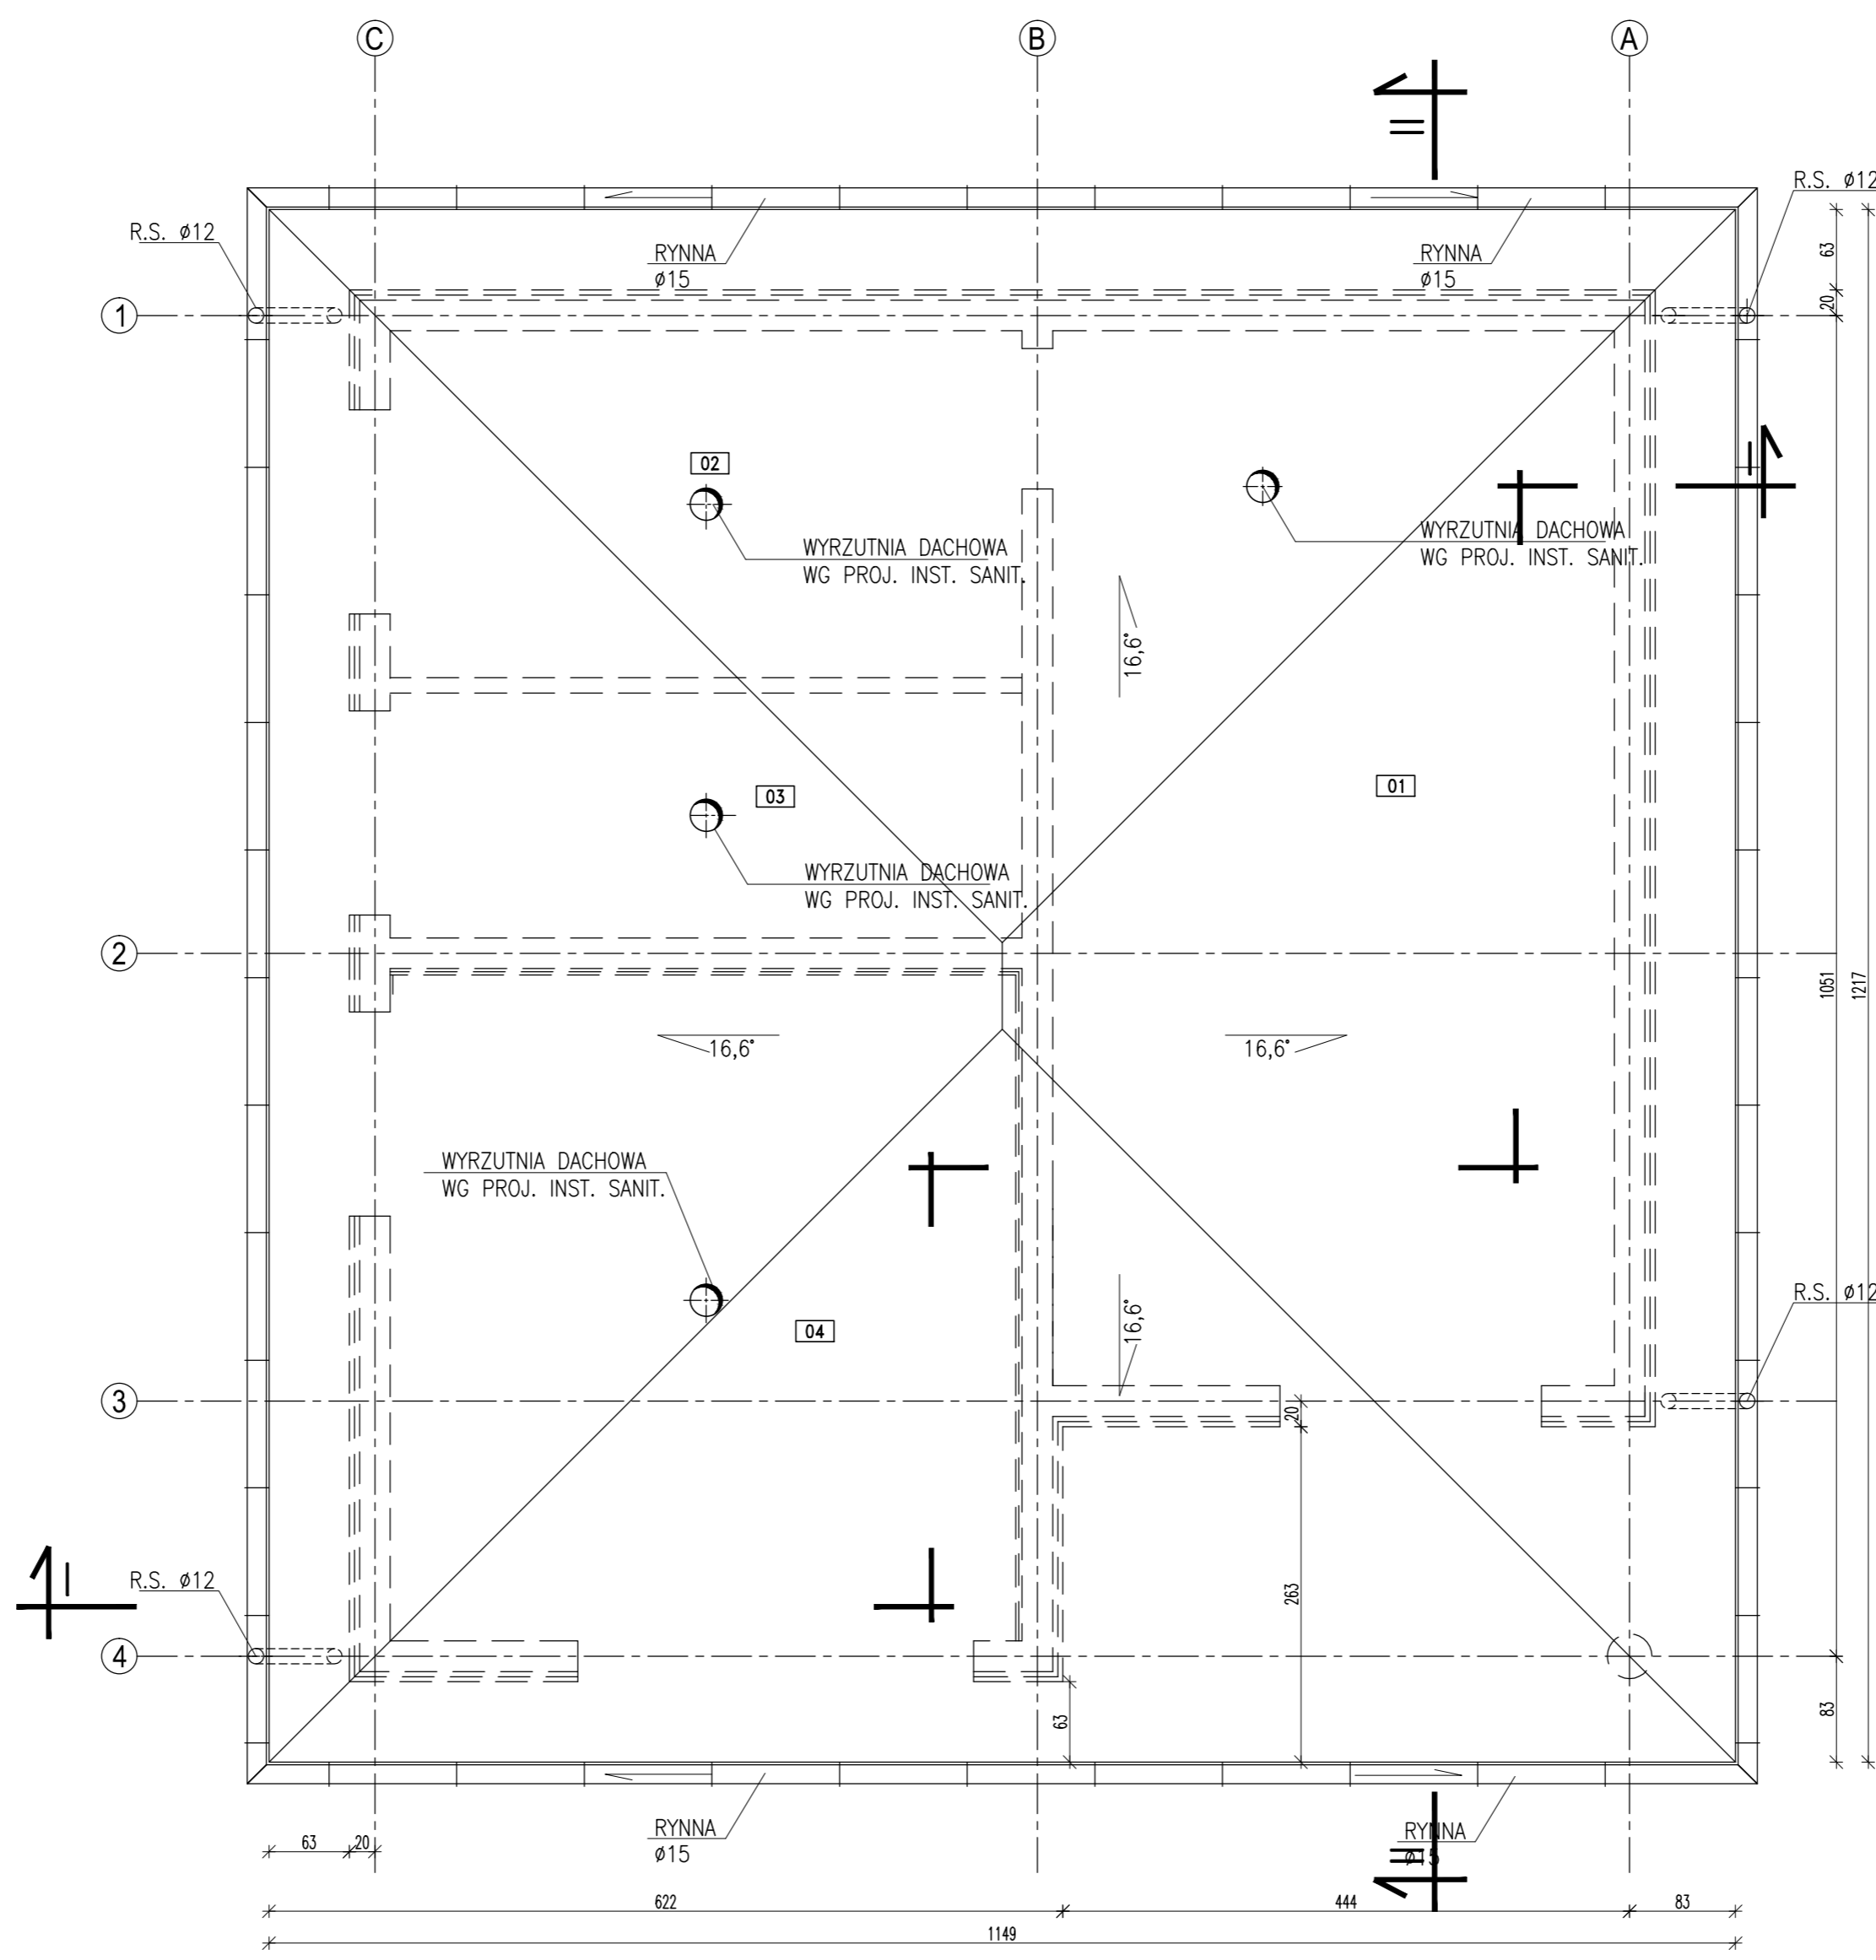 C
B
A
II
R.S. ø12
R.S. ø12
RYNNA
ø15
RYNNA
ø15
63
20
1
02
I
WYRZUTNIA DACHOWA
WG PROJ. INST. SANIT.
WYRZUTNIA DACHOWA
WG PROJ. INST. SANIT.
16,6°
01
03
WYRZUTNIA DACHOWA
WG PROJ. INST. SANIT.
2
1051
1217
16,6°
16,6°
WYRZUTNIA DACHOWA
WG PROJ. INST. SANIT.
R.S. ø12
16,6°
04
3
20
R.S. ø12
I
263
4
63
83
RYNNA
ø15
RYNNA
ø15
II
63
20
622
444
83
1149